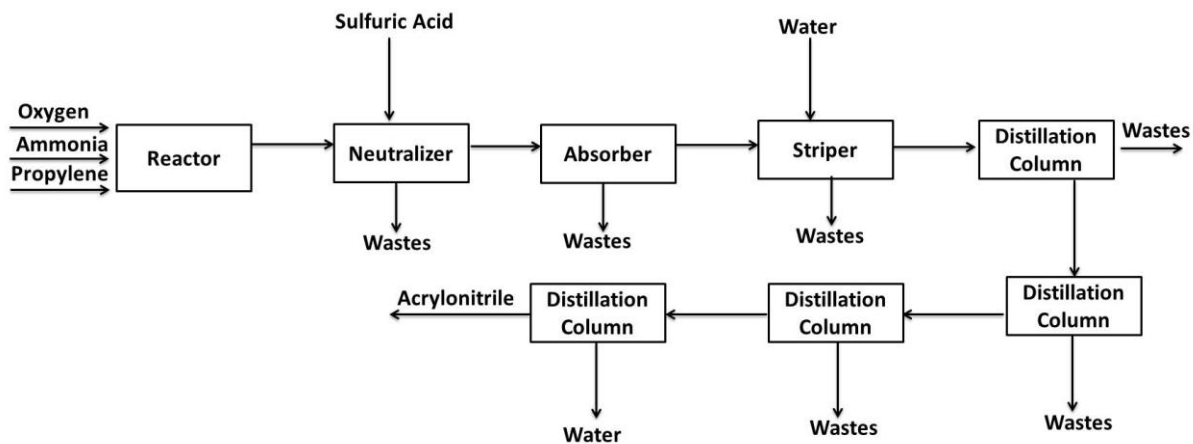 Sulfuric Acid
Water
Oxygen
Ammonia
Propylene
Reactor
Neutralizer
Absorber
Striper
Distillation
Column
Wastes
Wastes
Wastes
Wastes
Acrylonitrile
Distillation
Column
Distillation
Column
Distillation
Column
Water
Wastes
Wastes